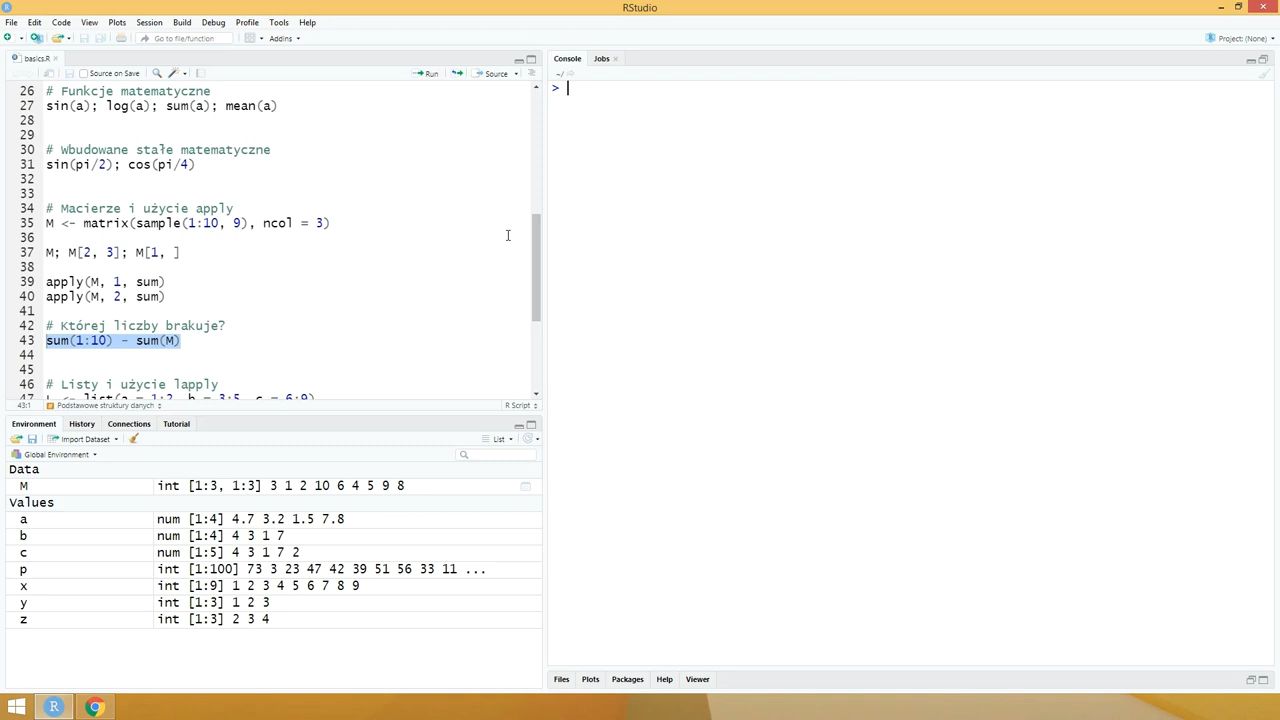 RStudio
File Edit Code View Plots Session Build Debug Profile Tools Help
Go to file/function Addins Project: (None)
basics.R
Source on Save Run Source
26 # Funkcje matematyczne
27 sin(a); log(a); sum(a); mean(a)
28
29
30 # Wbudowane stałe matematyczne
31 sin(pi/2); cos(pi/4)
32
33
34 # Macierze i użycie apply
35 M <- matrix(sample(1:10, 9), ncol = 3)
36
37 M; M[2, 3]; M[1, ]
38
39 apply(M, 1, sum)
40 apply(M, 2, sum)
41
42 # Której liczby brakuje?
43 sum(1:10) - sum(M)
44
45
46 # Listy i użycie lapply
47 L <- list(a = 1:2, b = 3:5, c = 6:9)
43:1 Podstawowe struktury danych R Script
Environment History Connections Tutorial
Import Dataset List
Global Environment
Data
M int [1:3, 1:3] 3 1 2 10 6 4 5 9 8
Values
a num [1:4] 4.7 3.2 1.5 7.8
b num [1:4] 4 3 1 7
c num [1:5] 4 3 1 7 2
p int [1:100] 73 3 23 47 42 39 51 56 33 11 ...
x int [1:9] 1 2 3 4 5 6 7 8 9
y int [1:3] 1 2 3
z int [1:3] 2 3 4
Console Jobs
~/
>
Files Plots Packages Help Viewer
R